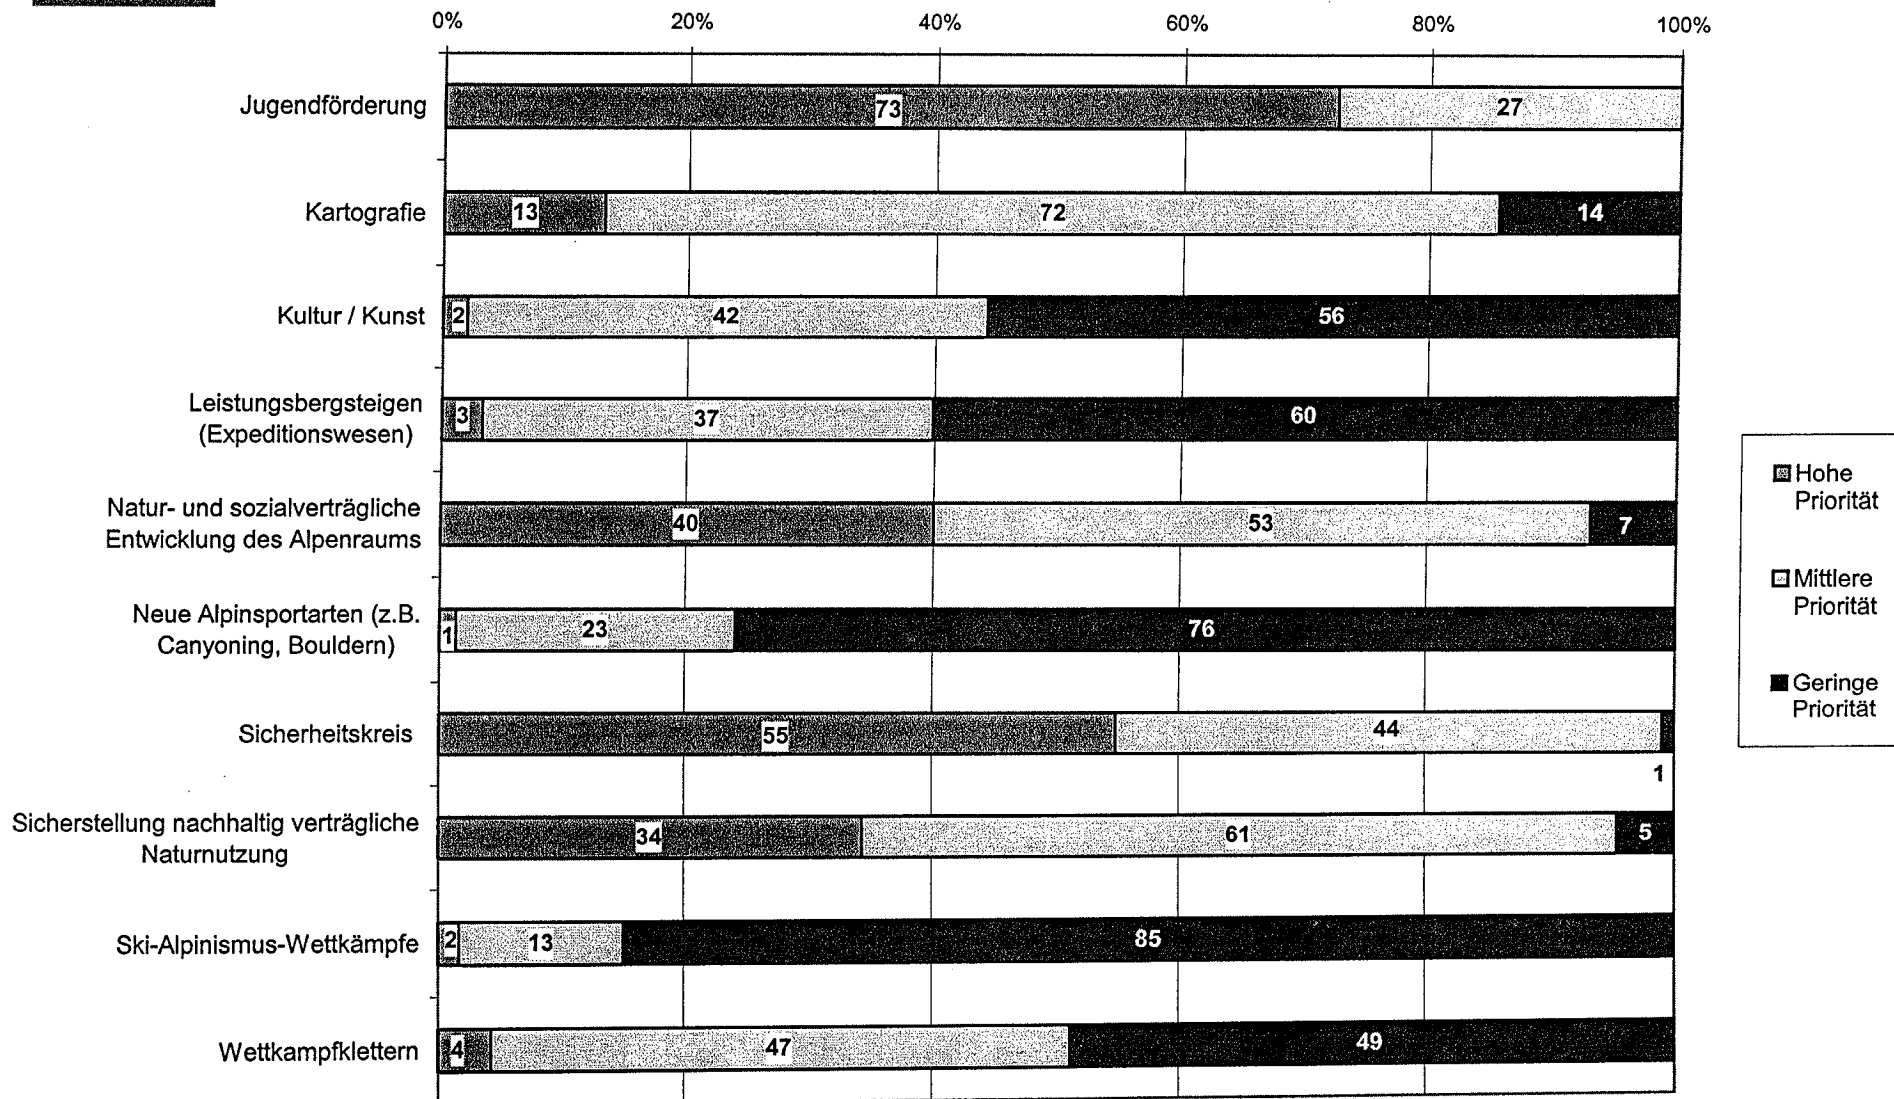 0% 20% 40% 60% 80% 100%
Jugendförderung 73 27
Kartografie 13 72 14
Kultur / Kunst 2 42 56
Leistungsbergsteigen
(Expeditionswesen) 3 37 60
Natur- und sozialverträgliche
Entwicklung des Alpenraums 40 53 7
Neue Alpinsportarten (z.B.
Canyoning, Bouldern) 1 23 76
Sicherheitskreis 55 44 1
Sicherstellung nachhaltig verträgliche
Naturnutzung 34 61 5
Ski-Alpinismus-Wettkämpfe 2 13 85
Wettkampfklettern 4 47 49
Hohe
Priorität
Mittlere
Priorität
Geringe
Priorität